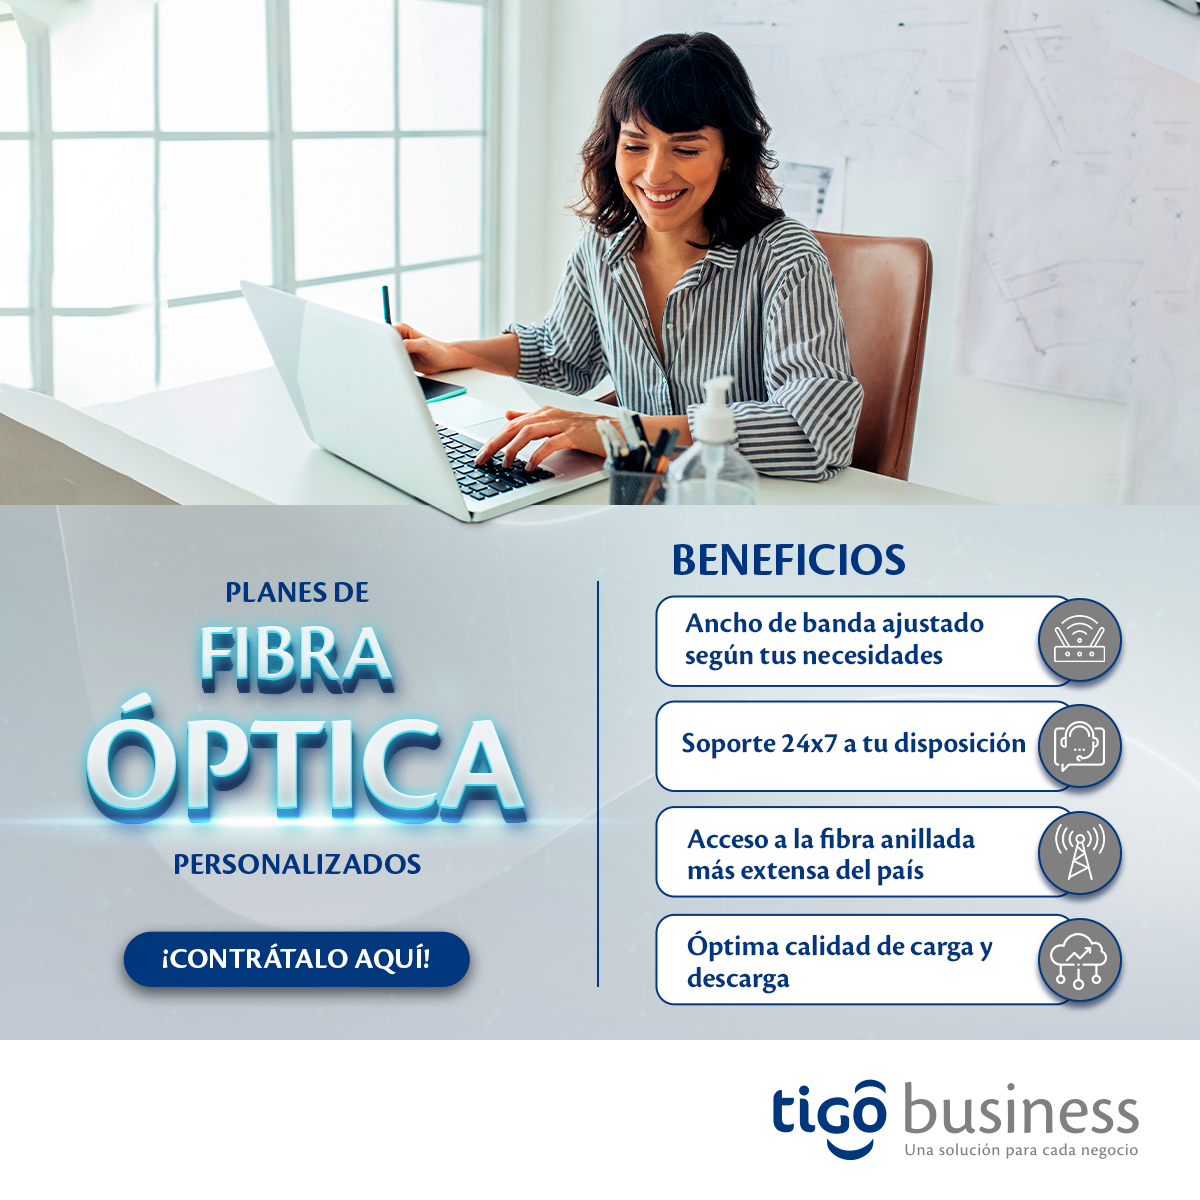 PLANES DE
FIBRA
ÓPTICA
PERSONALIZADOS
¡CONTRÁTALO AQUÍ!
BENEFICIOS
Ancho de banda ajustado
según tus necesidades
Soporte 24x7 a tu disposición
Acceso a la fibra anillada
más extensa del país
Óptima calidad de carga y
descarga
tigô business
Una solución para cada negocio